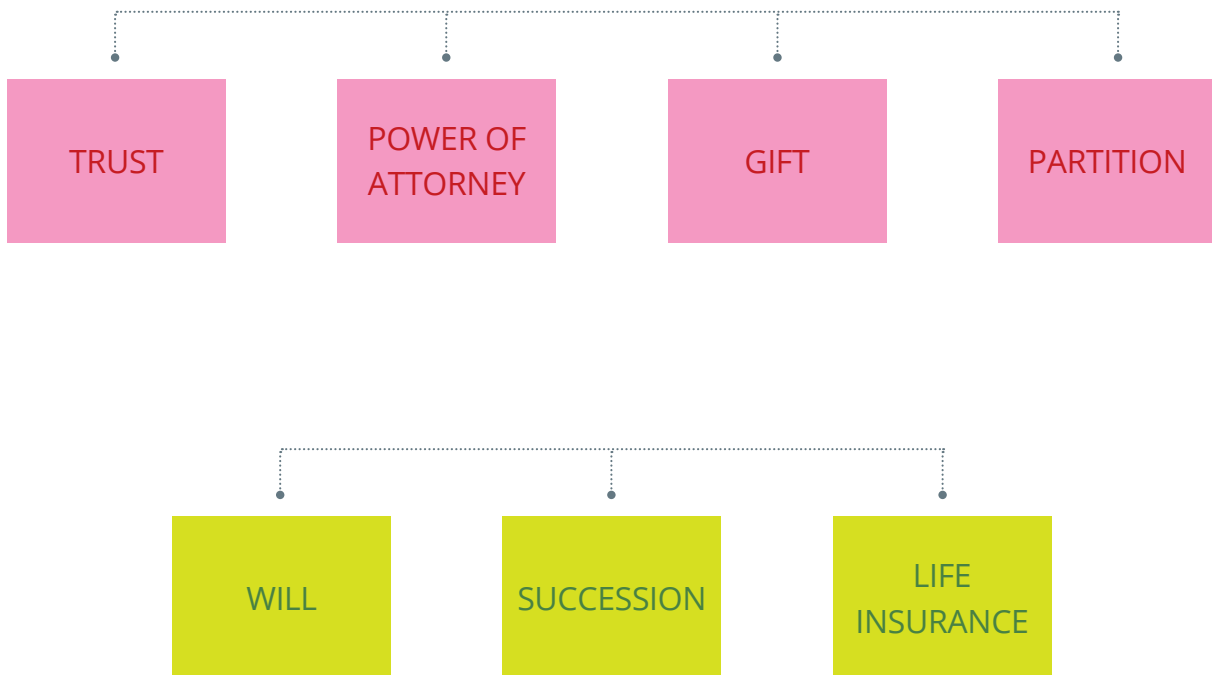 TRUST
POWER OF
ATTORNEY
GIFT
PARTITION
WILL
SUCCESSION
LIFE
INSURANCE